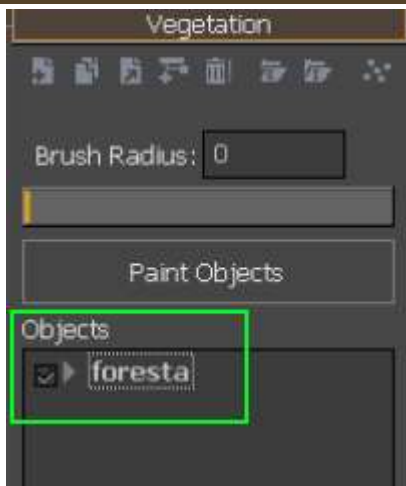 Vegetation
Brush Radius: 0
Paint Objects
Objects
foresta